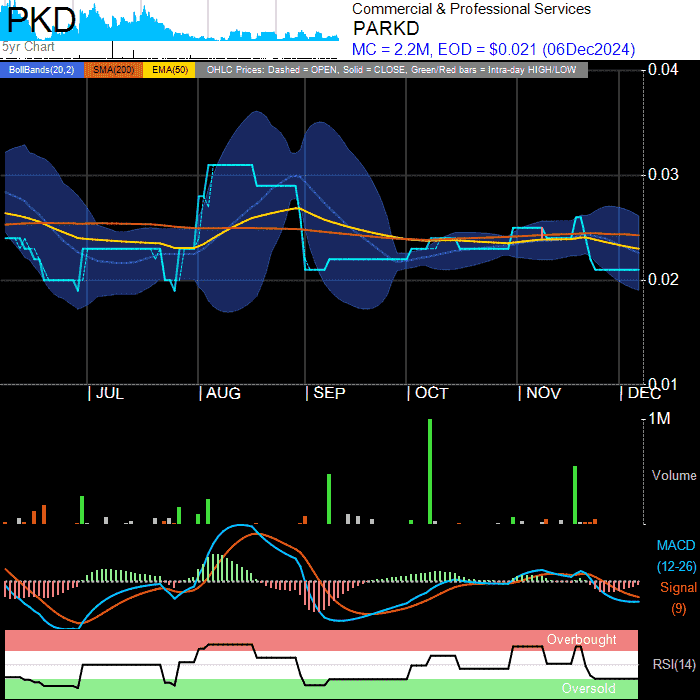 PKD
5yr Chart
Commercial & Professional Services
PARKD
MC = 2.2M, EOD = $0.021 (06Dec2024)
BollBands(20,2) SMA(200) EMA(50) OHLC Prices: Dashed = OPEN, Solid = CLOSE, Green/Red bars = Intra-day HIGH/LOW
0.04
0.03
0.02
0.01
| JUL | AUG | SEP | OCT | NOV | DEC
1M
Volume
MACD
(12-26)
Signal
(9)
Overbought
RSI(14)
Oversold